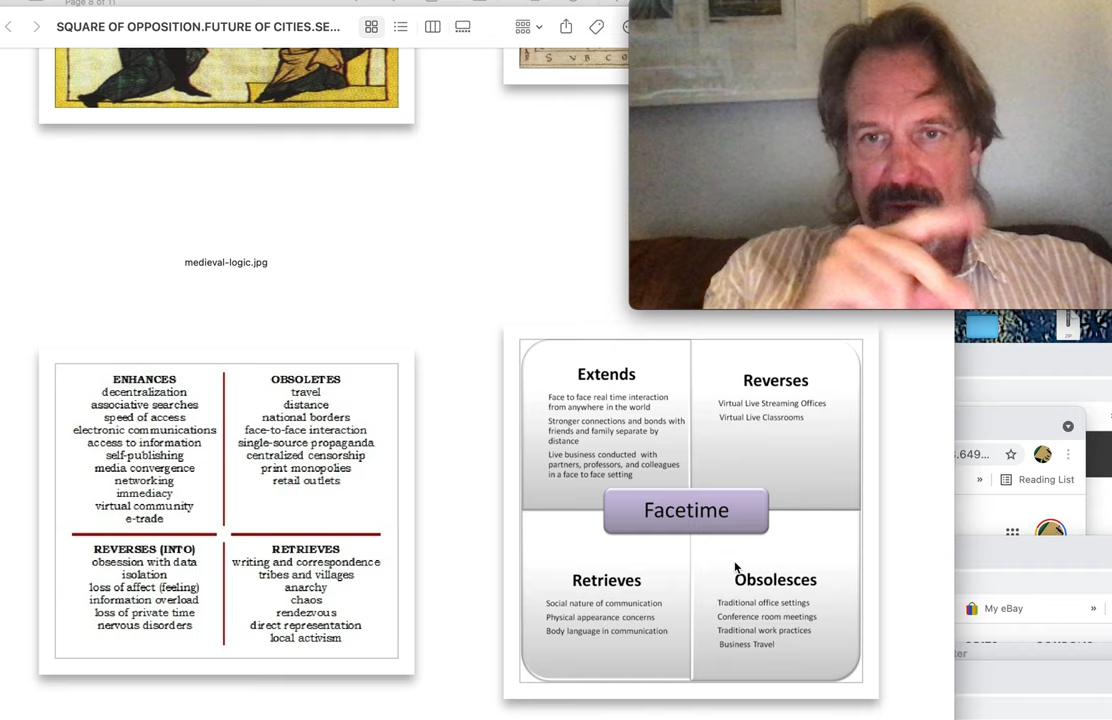 Page 8 of 11
SQUARE OF OPPOSITION.FUTURE OF CITIES.SE...
S V B C O
medieval-logic.jpg
ENHANCES
decentralization
associative searches
speed of access
electronic communications
access to information
self-publishing
media convergence
networking
immediacy
virtual community
e-trade
OBSOLETES
travel
distance
national borders
face-to-face interaction
single-source propaganda
centralized censorship
print monopolies
retail outlets
REVERSES (INTO)
obsession with data
isolation
loss of affect (feeling)
information overload
loss of private time
nervous disorders
RETRIEVES
writing and correspondence
tribes and villages
anarchy
chaos
rendezvous
direct representation
local activism
Extends
Face to face real time interaction
from anywhere in the world
Stronger connections and bonds with
friends and family separate by
distance
Live business conducted with
partners, professors, and colleagues
in a face to face setting
Reverses
Virtual Live Streaming Offices
Virtual Live Classrooms
Facetime
Retrieves
Social nature of communication
Physical appearance concerns
Body language in communication
Obsolesces
Traditional office settings
Conference room meetings
Traditional work practices
Business Travel
ZIP
.649...
» Reading List
My eBay »